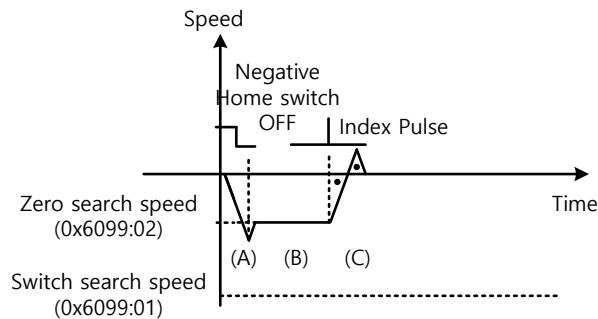 Speed
Negative
Home switch
OFF
Index Pulse
Time
Zero search speed
(0x6099:02)
(A)
(B)
(C)
Switch search speed
(0x6099:01)